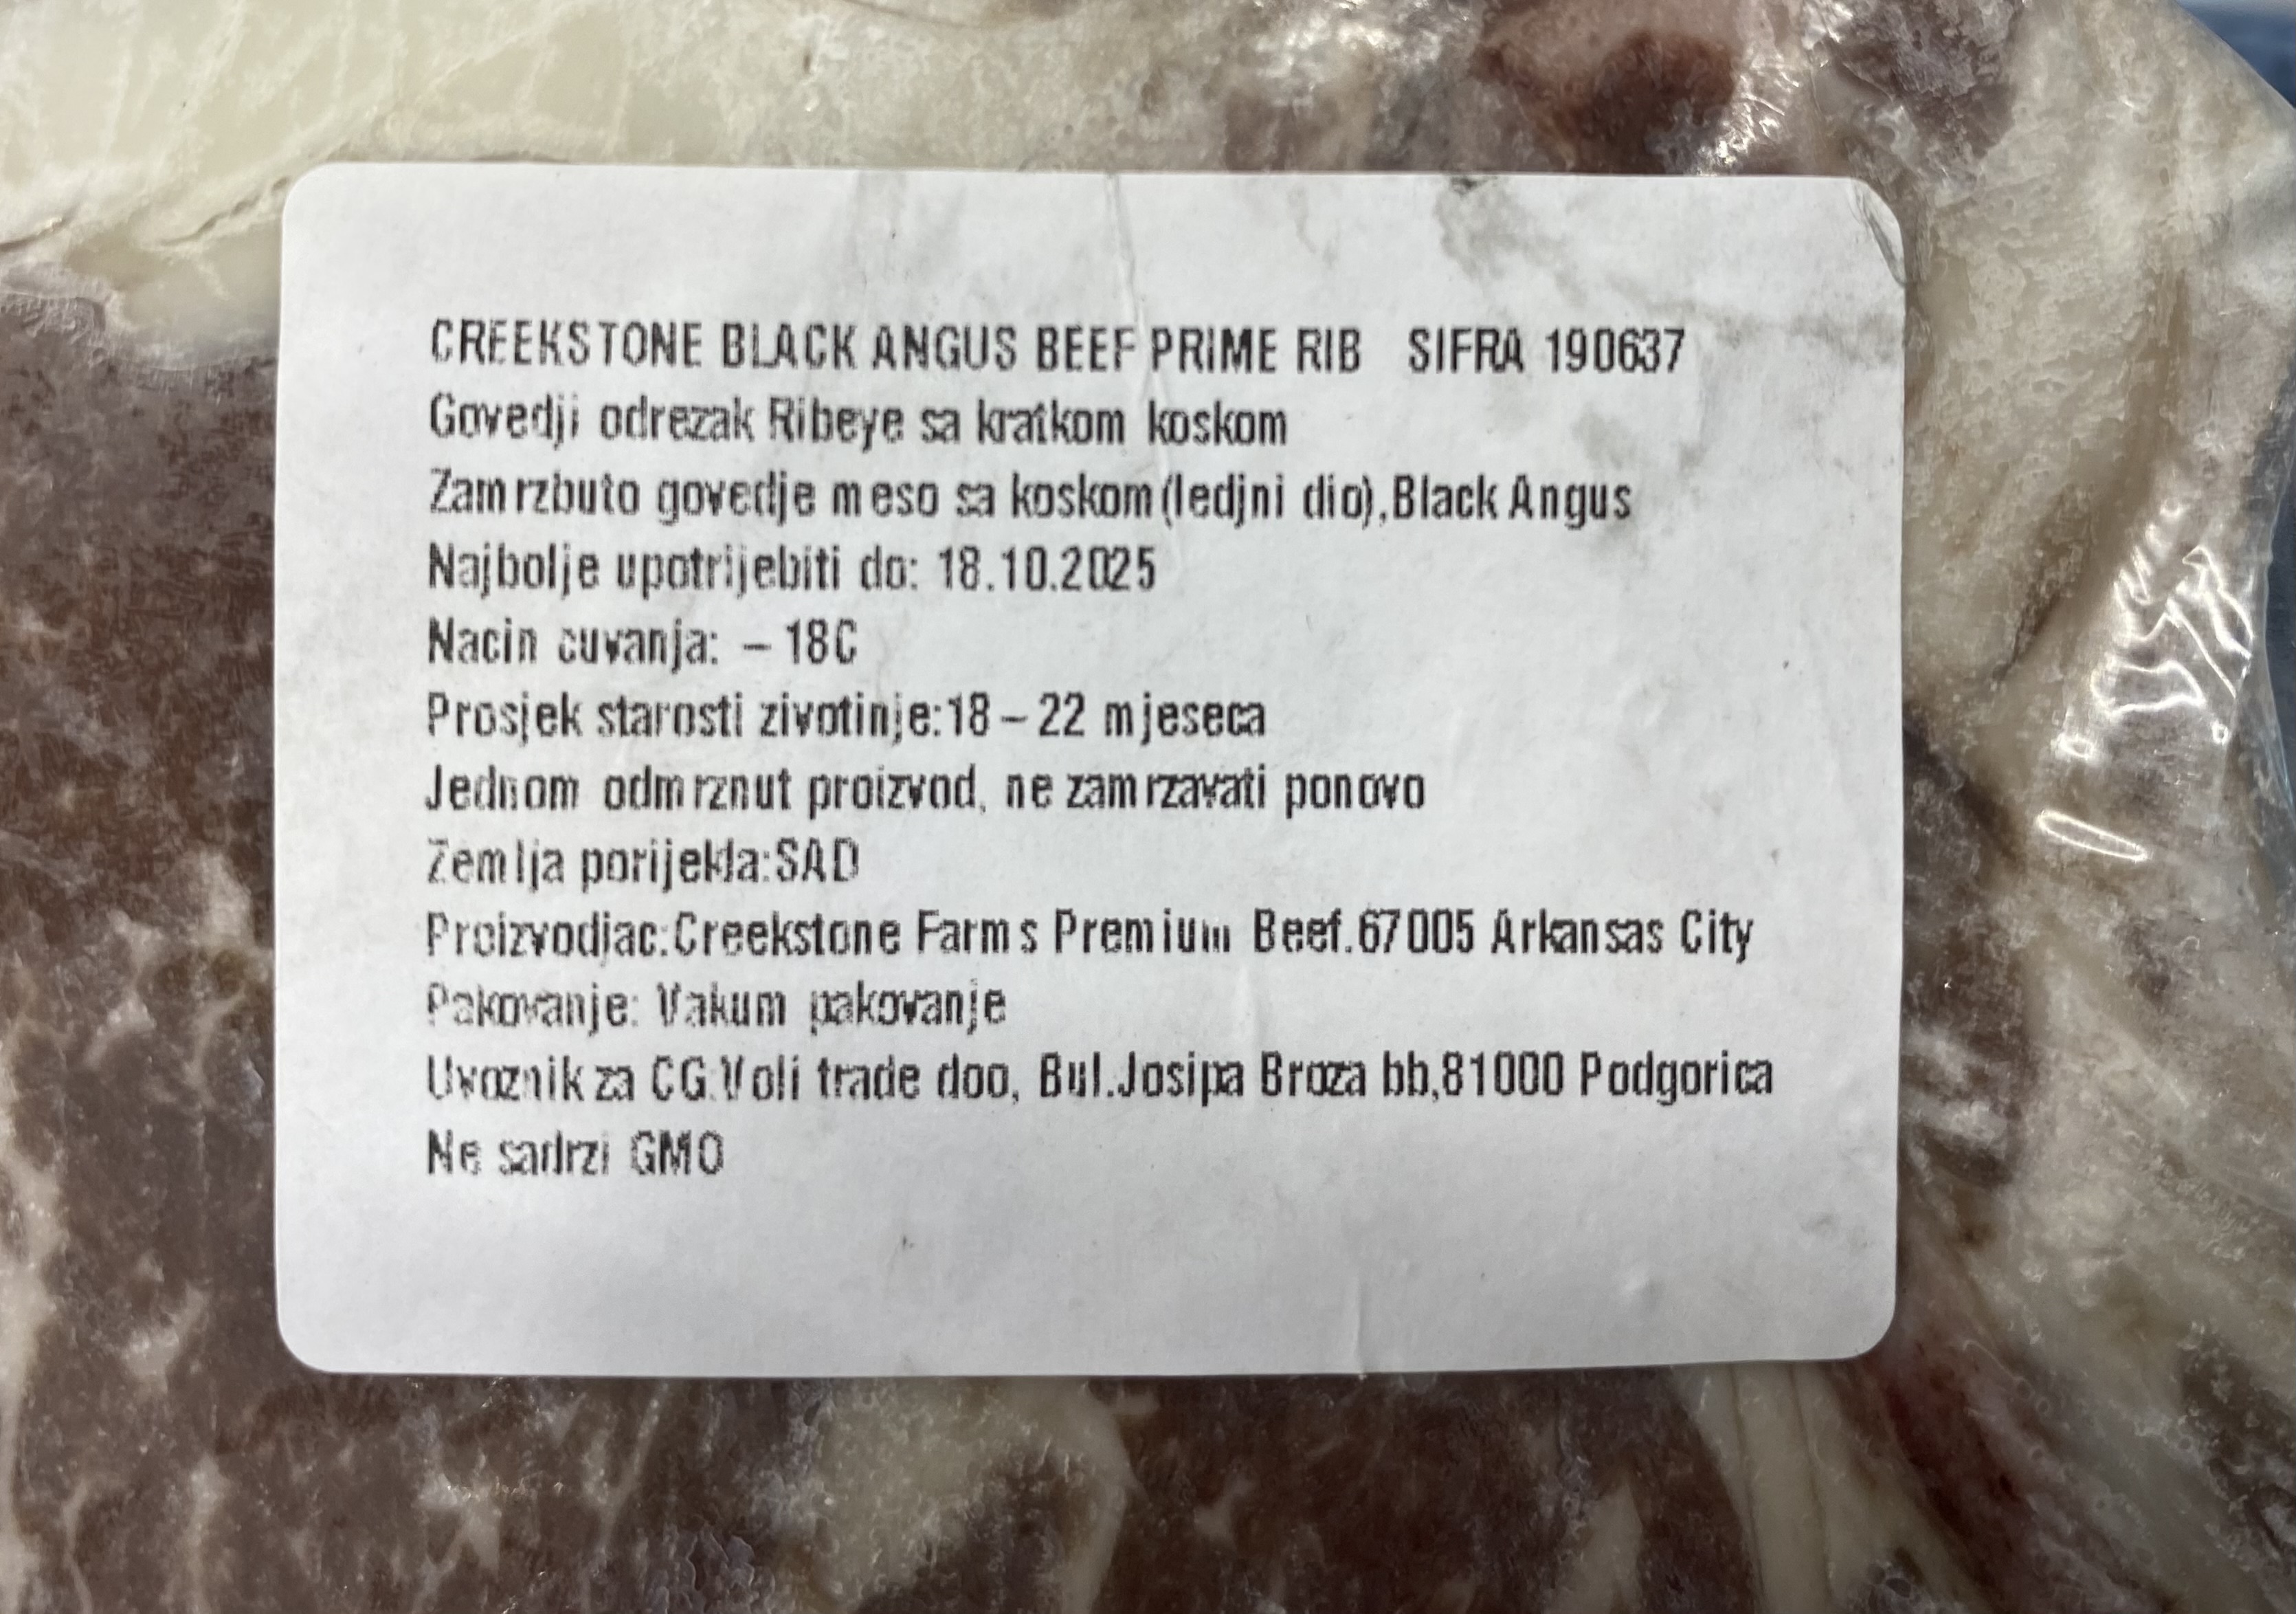 CREEKSTONE BLACK ANGUS BEEF PRIME RIB SIFRA 190637
Govedji odrezak Ribeye sa kratkom koskom
Zamrzbuto govedje meso sa koskom(ledjni dio),Black Angus
Najbolje upotrijebiti do: 18.10.2025
Nacin cuvanja: – 18C
Prosjek starosti zivotinje:18 – 22 mjeseca
Jednom odmrznut proizvod, ne zamrzavati ponovo
Zemlja porijekla:SAD
Proizvodjac:Creekstone Farms Premium Beef.67005 Arkansas City
Pakovanje: Vakum pakovanje
Uvoznik za CG.Voli trade doo, Bul.Josipa Broza bb,81000 Podgorica
Ne sadrzi GMO